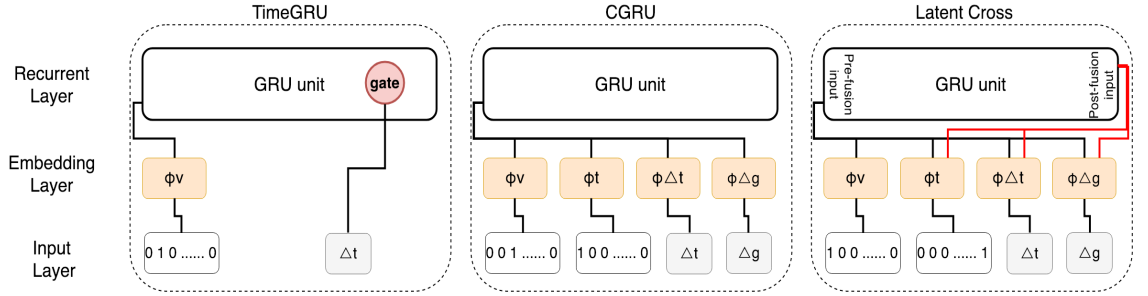 TimeGRU
CGRU
Latent Cross
Recurrent
Layer
GRU unit
gate
GRU unit
Pre-fusion
input
GRU unit
Post-fusion
input
Embedding
Layer
ϕv
ϕv
ϕt
ϕ△t
ϕ△g
ϕv
ϕt
ϕ△t
ϕ△g
Input
Layer
0 1 0 ...... 0
△t
0 0 1 ...... 0
1 0 0 ...... 0
△t
△g
1 0 0 ...... 0
0 0 0 ...... 1
△t
△g